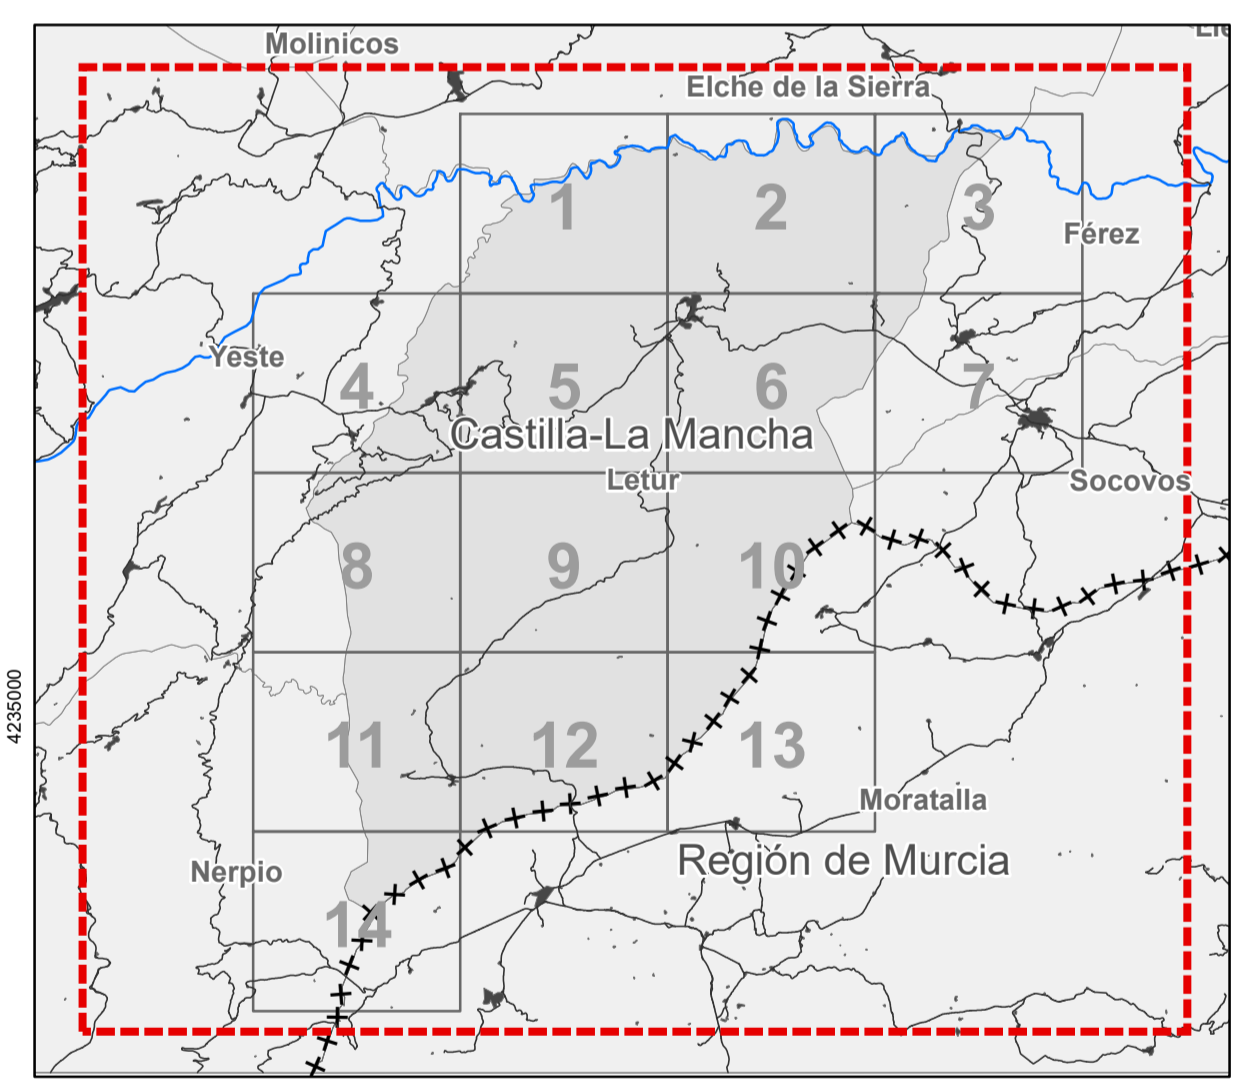 Molinicos
Elche de la Sierra
1
2
3
Férez
Yeste
4
5
6
7
Castilla-La Mancha
Letur
Socovos
8
9
10
4235000
11
12
13
Moratalla
Región de Murcia
Nerpio
14